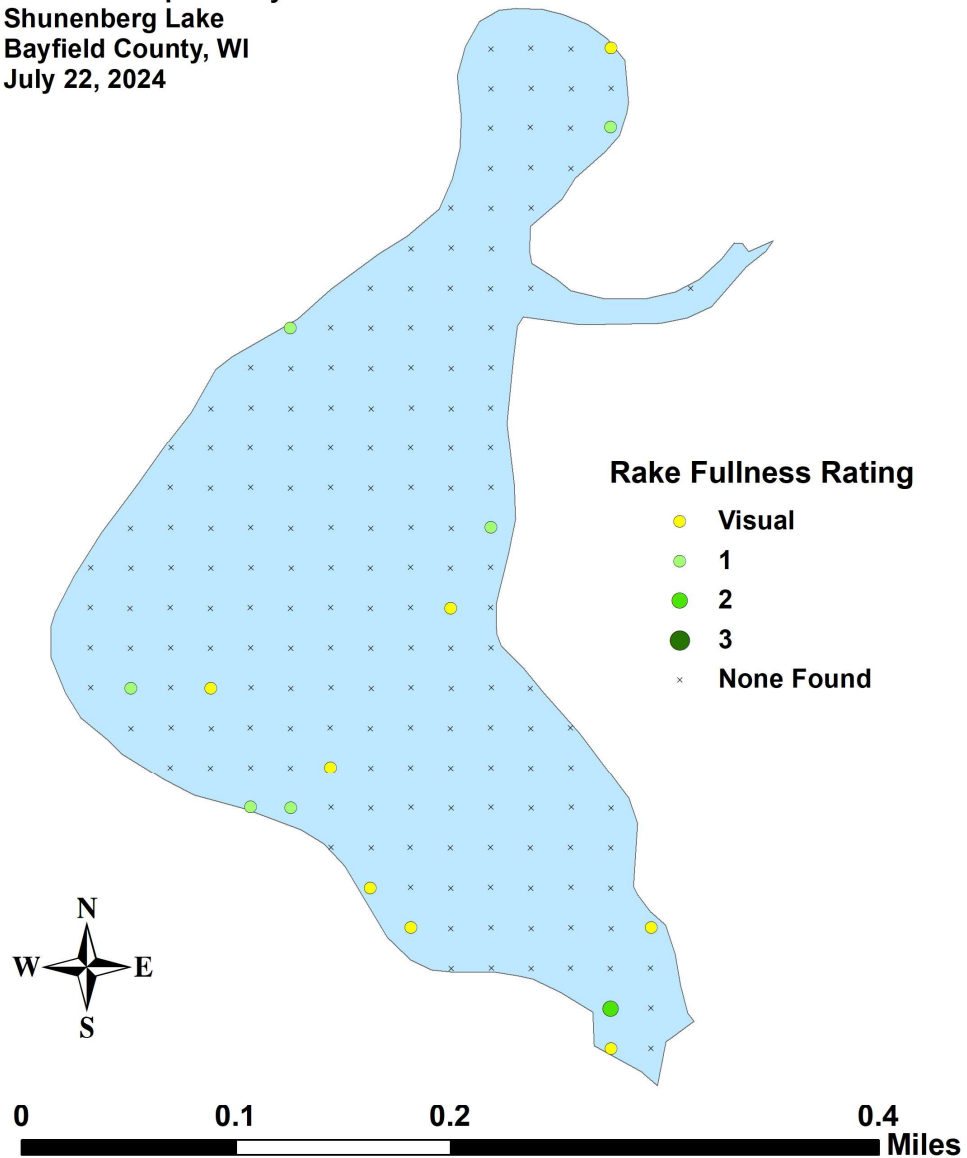 Shunenberg Lake
Bayfield County, WI
July 22, 2024
Rake Fullness Rating
Visual
1
2
3
None Found
N
W E
S
0 0.1 0.2 0.4
Miles